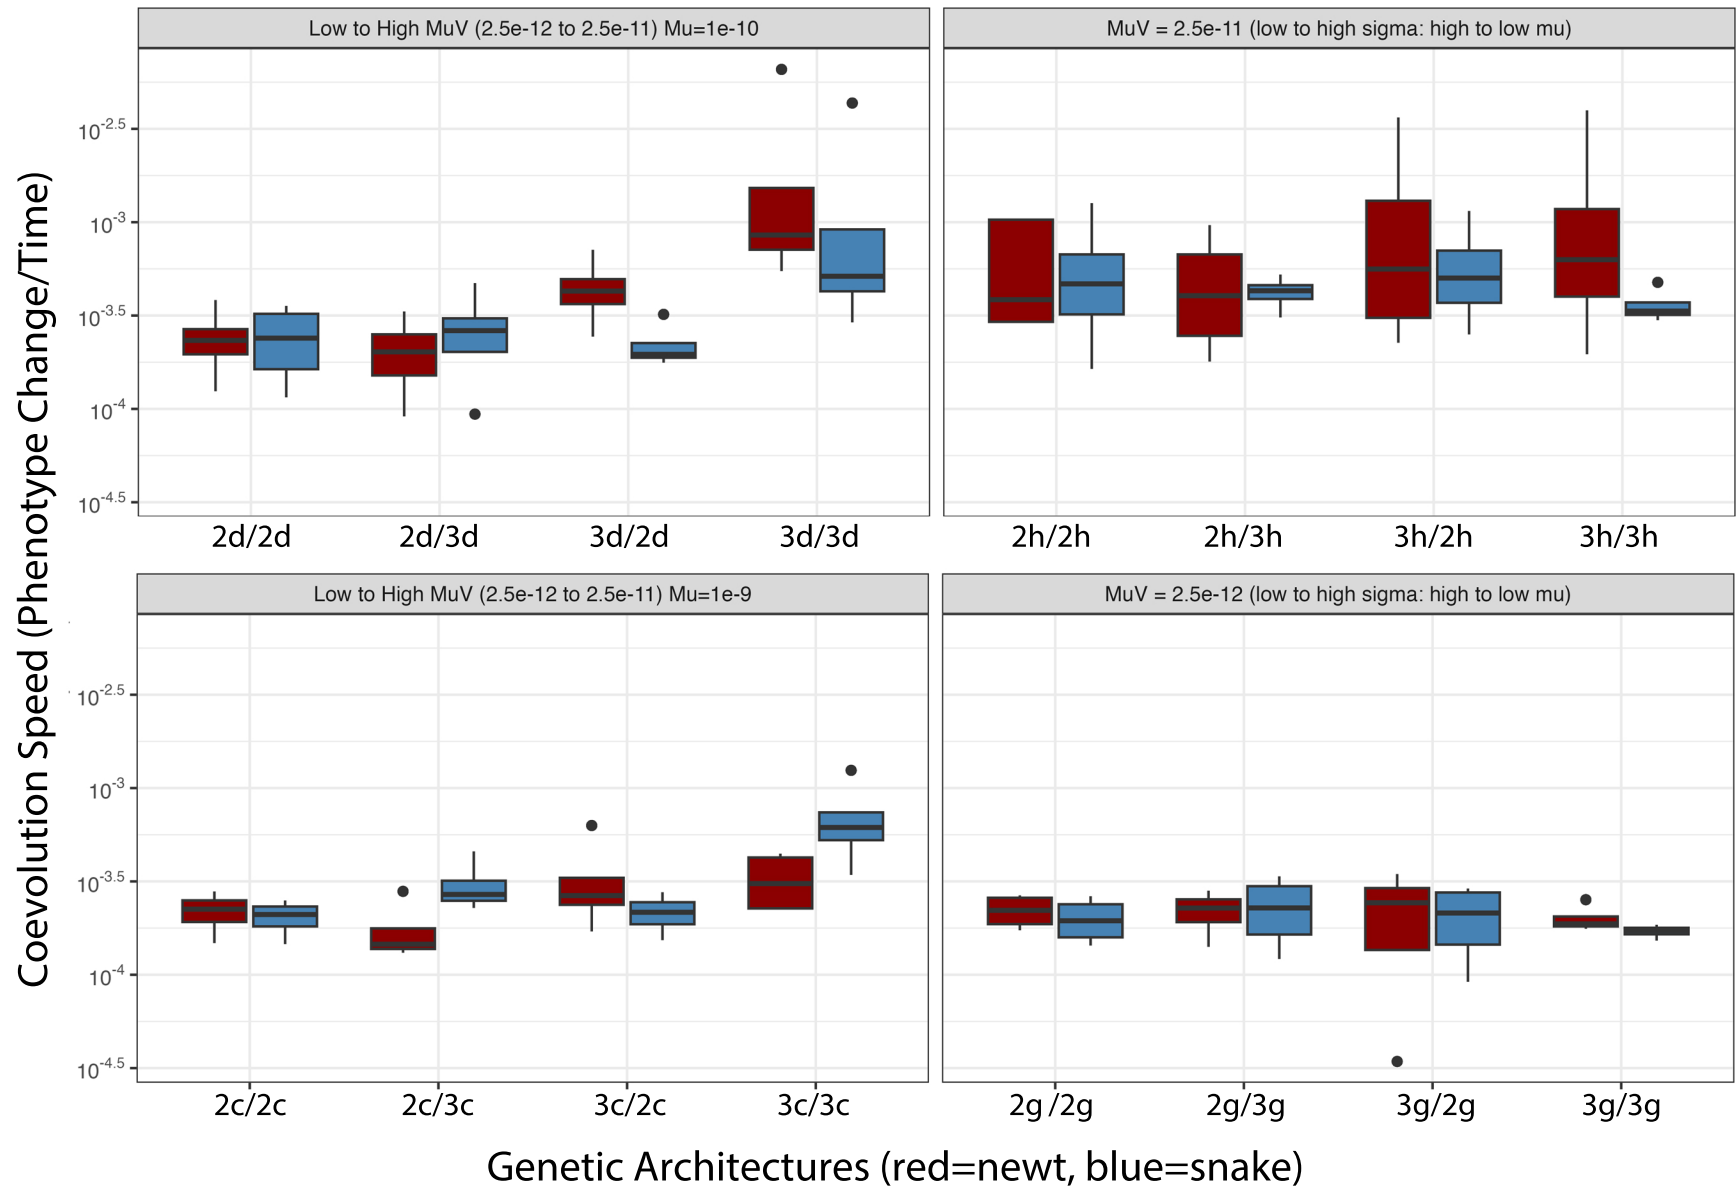 Coevolution Speed (Phenotype Change/Time)
Low to High MuV (2.5e-12 to 2.5e-11) Mu=1e-10
10^-2.5
10^-3
10^-3.5
10^-4
10^-4.5
2d/2d 2d/3d 3d/2d 3d/3d
MuV = 2.5e-11 (low to high sigma: high to low mu)
2h/2h 2h/3h 3h/2h 3h/3h
Low to High MuV (2.5e-12 to 2.5e-11) Mu=1e-9
10^-2.5
10^-3
10^-3.5
10^-4
10^-4.5
2c/2c 2c/3c 3c/2c 3c/3c
MuV = 2.5e-12 (low to high sigma: high to low mu)
2g/2g 2g/3g 3g/2g 3g/3g
Genetic Architectures (red=newt, blue=snake)